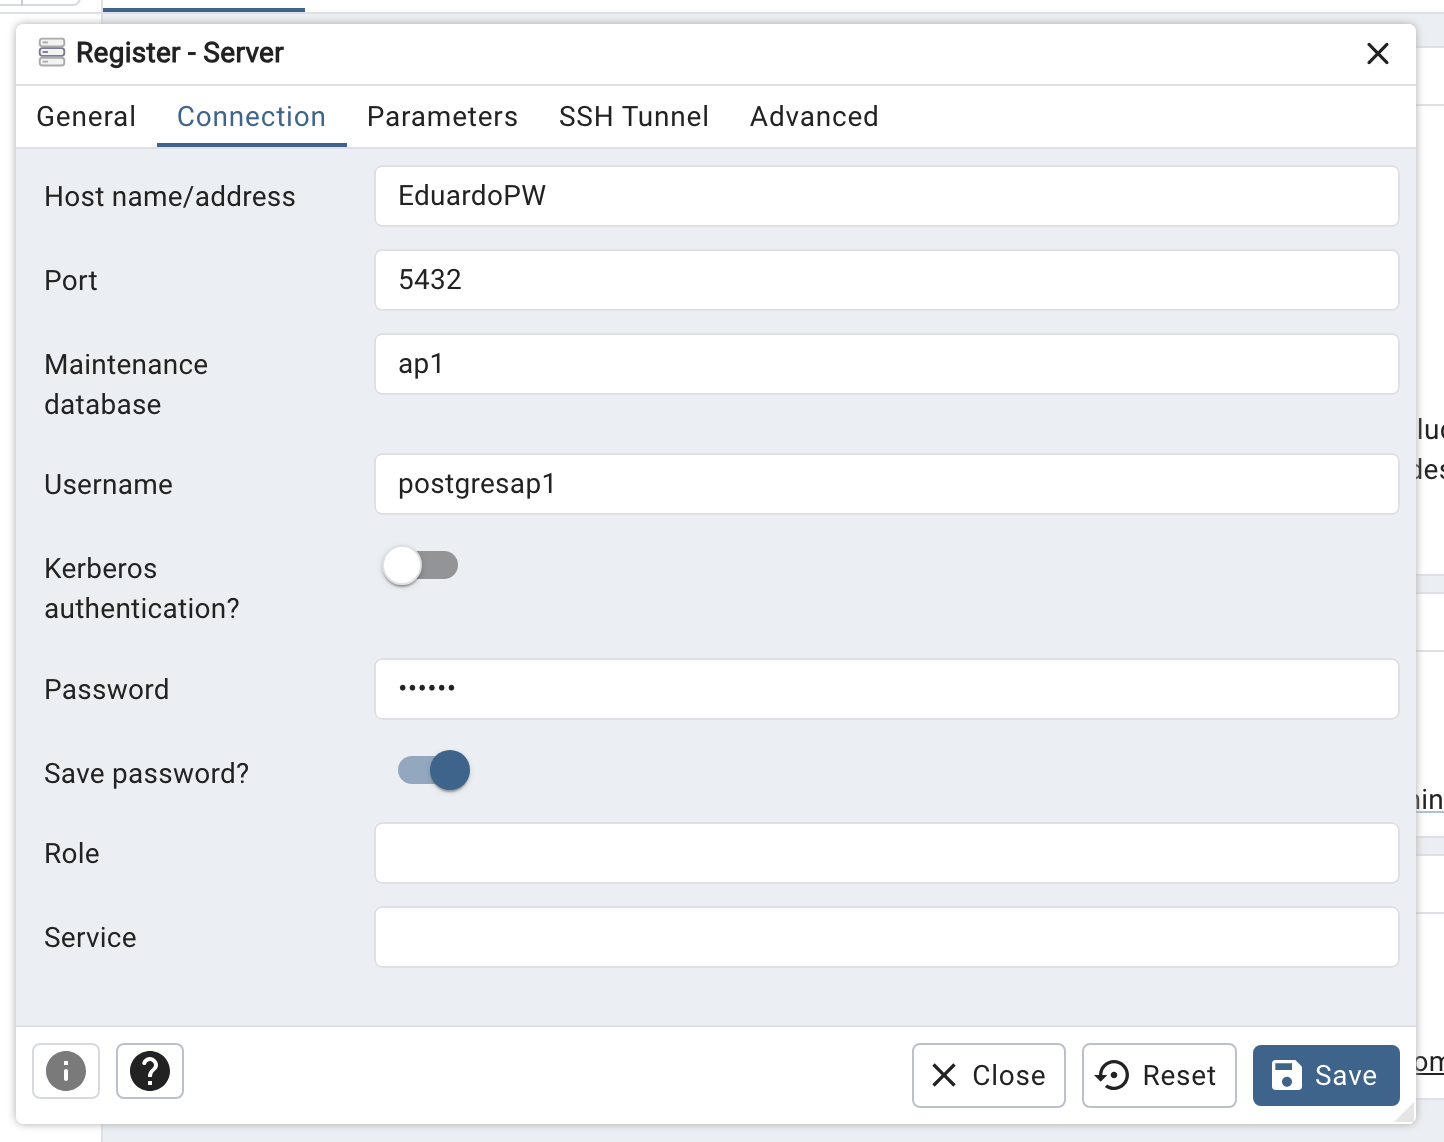 Register - Server
General Connection Parameters SSH Tunnel Advanced
Host name/address EduardoPW
Port 5432
Maintenance database ap1
Username postgresap1
Kerberos authentication?
Password ••••••
Save password?
Role
Service
Close Reset Save